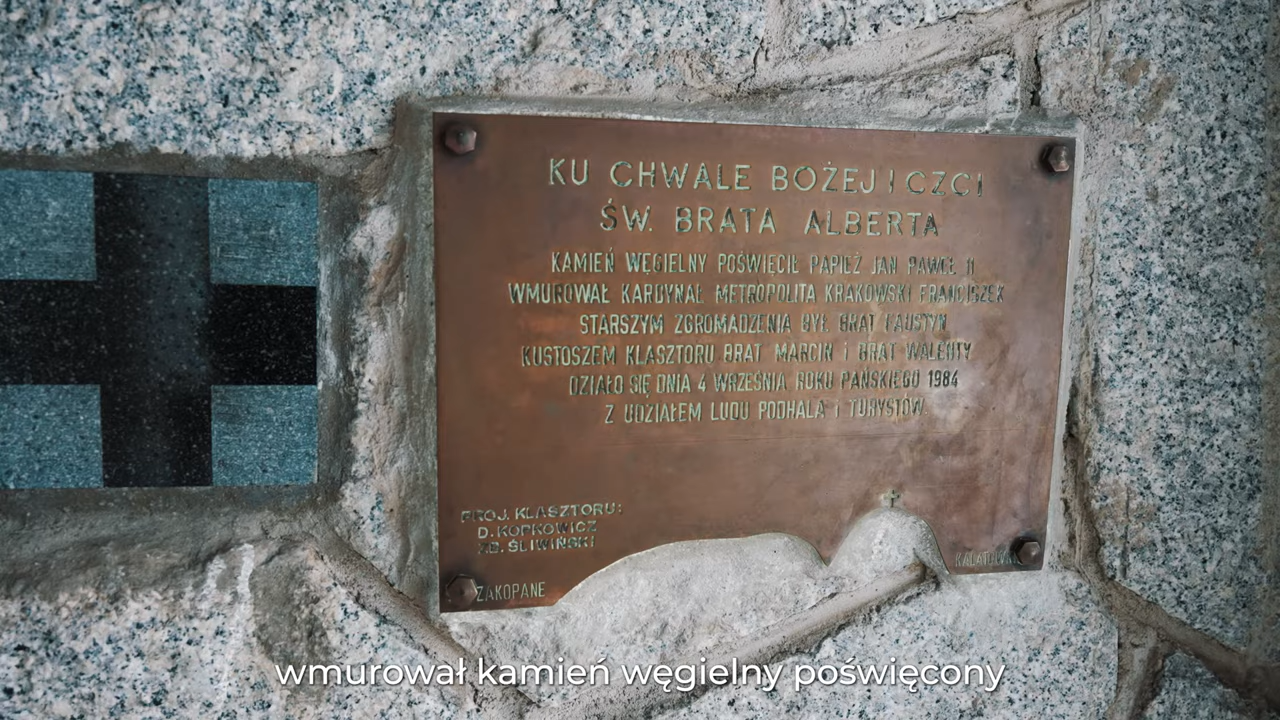 KU CHWALE BOŻEJ I CZCI
ŚW. BRATA ALBERTA
KAMIEŃ WĘGIELNY POŚWIĘCIŁ PAPIEŻ JAN PAWEŁ II
WMUROWAŁ KARDYNAŁ METROPOLITA KRAKOWSKI FRANCISZEK
STARSZYM ZGROMADZENIA BYŁ BRAT FAUSTYN
KUSTOSZEM KLASZTORU BRAT MARCIN I BRAT WALENTY
DZIAŁO SIĘ DNIA 4 WRZEŚNIA ROKU PAŃSKIEGO 1984
Z UDZIAŁEM LUDU PODHALA I TURYSTÓW.
PROJ. KLASZTORU:
D. KOPKOWICZ
ZB. ŚLIWIŃSKI
ZAKOPANE
wmurował kamień węgielny poświęcony